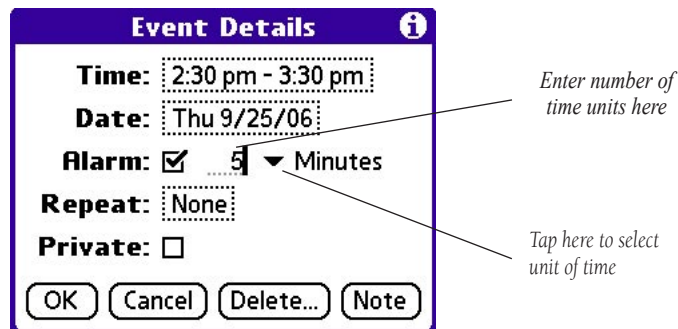 Event Details
Time: 2:30 pm - 3:30 pm
Date: Thu 9/25/06
Alarm: 5 Minutes
Repeat: None
Private:
OK Cancel Delete... Note
Enter number of
time units here
Tap here to select
unit of time